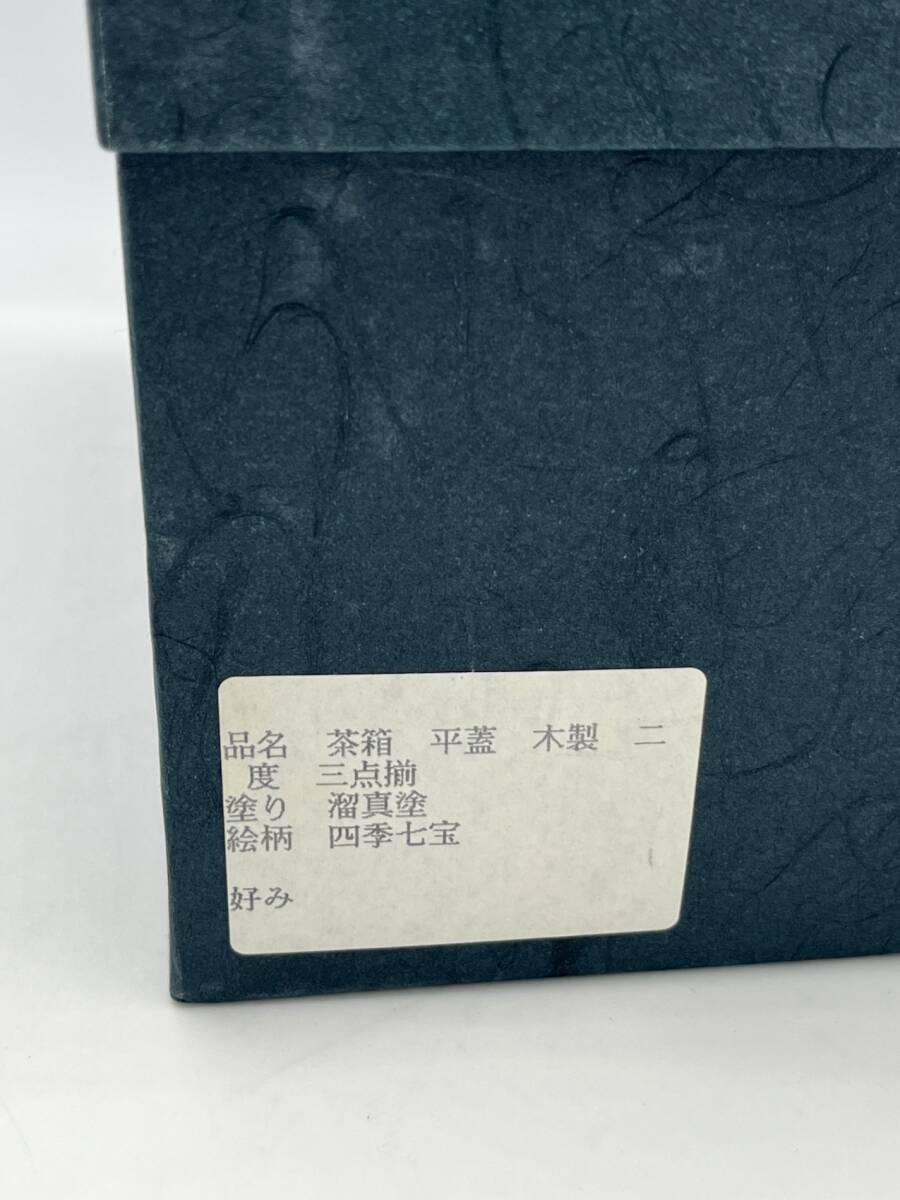 品名　茶箱　平蓋　木製　二
度　三点揃
塗り　溜真塗
絵柄　四季七宝
好み